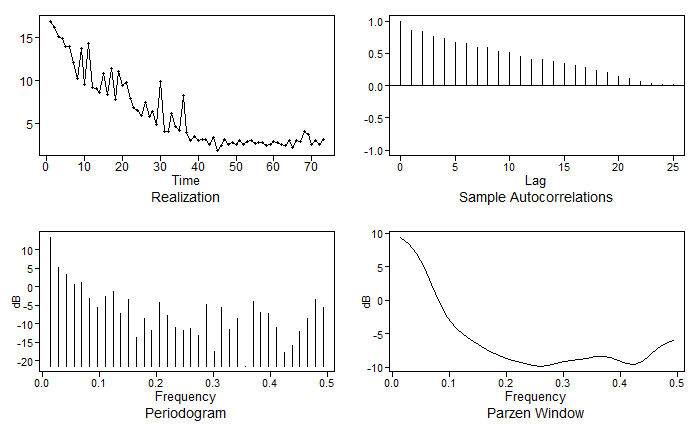 15
10
5
0 10 20 30 40 50 60 70
Time
Realization
1.0
0.5
0.0
-0.5
-1.0
0 5 10 15 20 25
Lag
Sample Autocorrelations
dB
10
5
0
-5
-10
-15
-20
0.0 0.1 0.2 0.3 0.4 0.5
Frequency
Periodogram
dB
10
5
0
-5
-10
0.0 0.1 0.2 0.3 0.4 0.5
Frequency
Parzen Window